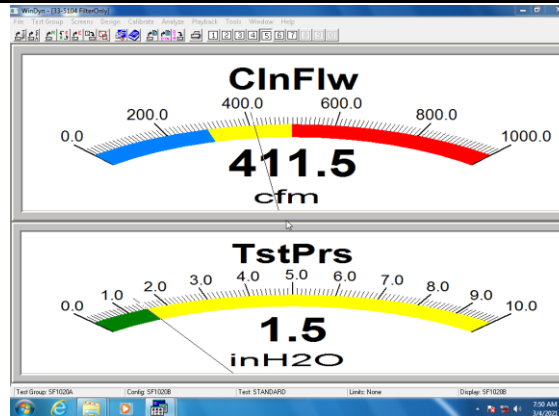 WinDyn - [33-5104 FilterOnly]
File Test Group Screens Design Calibrate Analyze Playback Tools Window Help
1 2 3 4 5 6 7
ClnFlw
0.0 200.0 400.0 600.0 800.0 1000.0
411.5
cfm
TstPrs
0.0 1.0 2.0 3.0 4.0 5.0 6.0 7.0 8.0 9.0 10.0
1.5
inH2O
Test Group: SF1020A Config: SF1020B Test: STANDARD Limits: None Display: SF1020B
7:50 AM